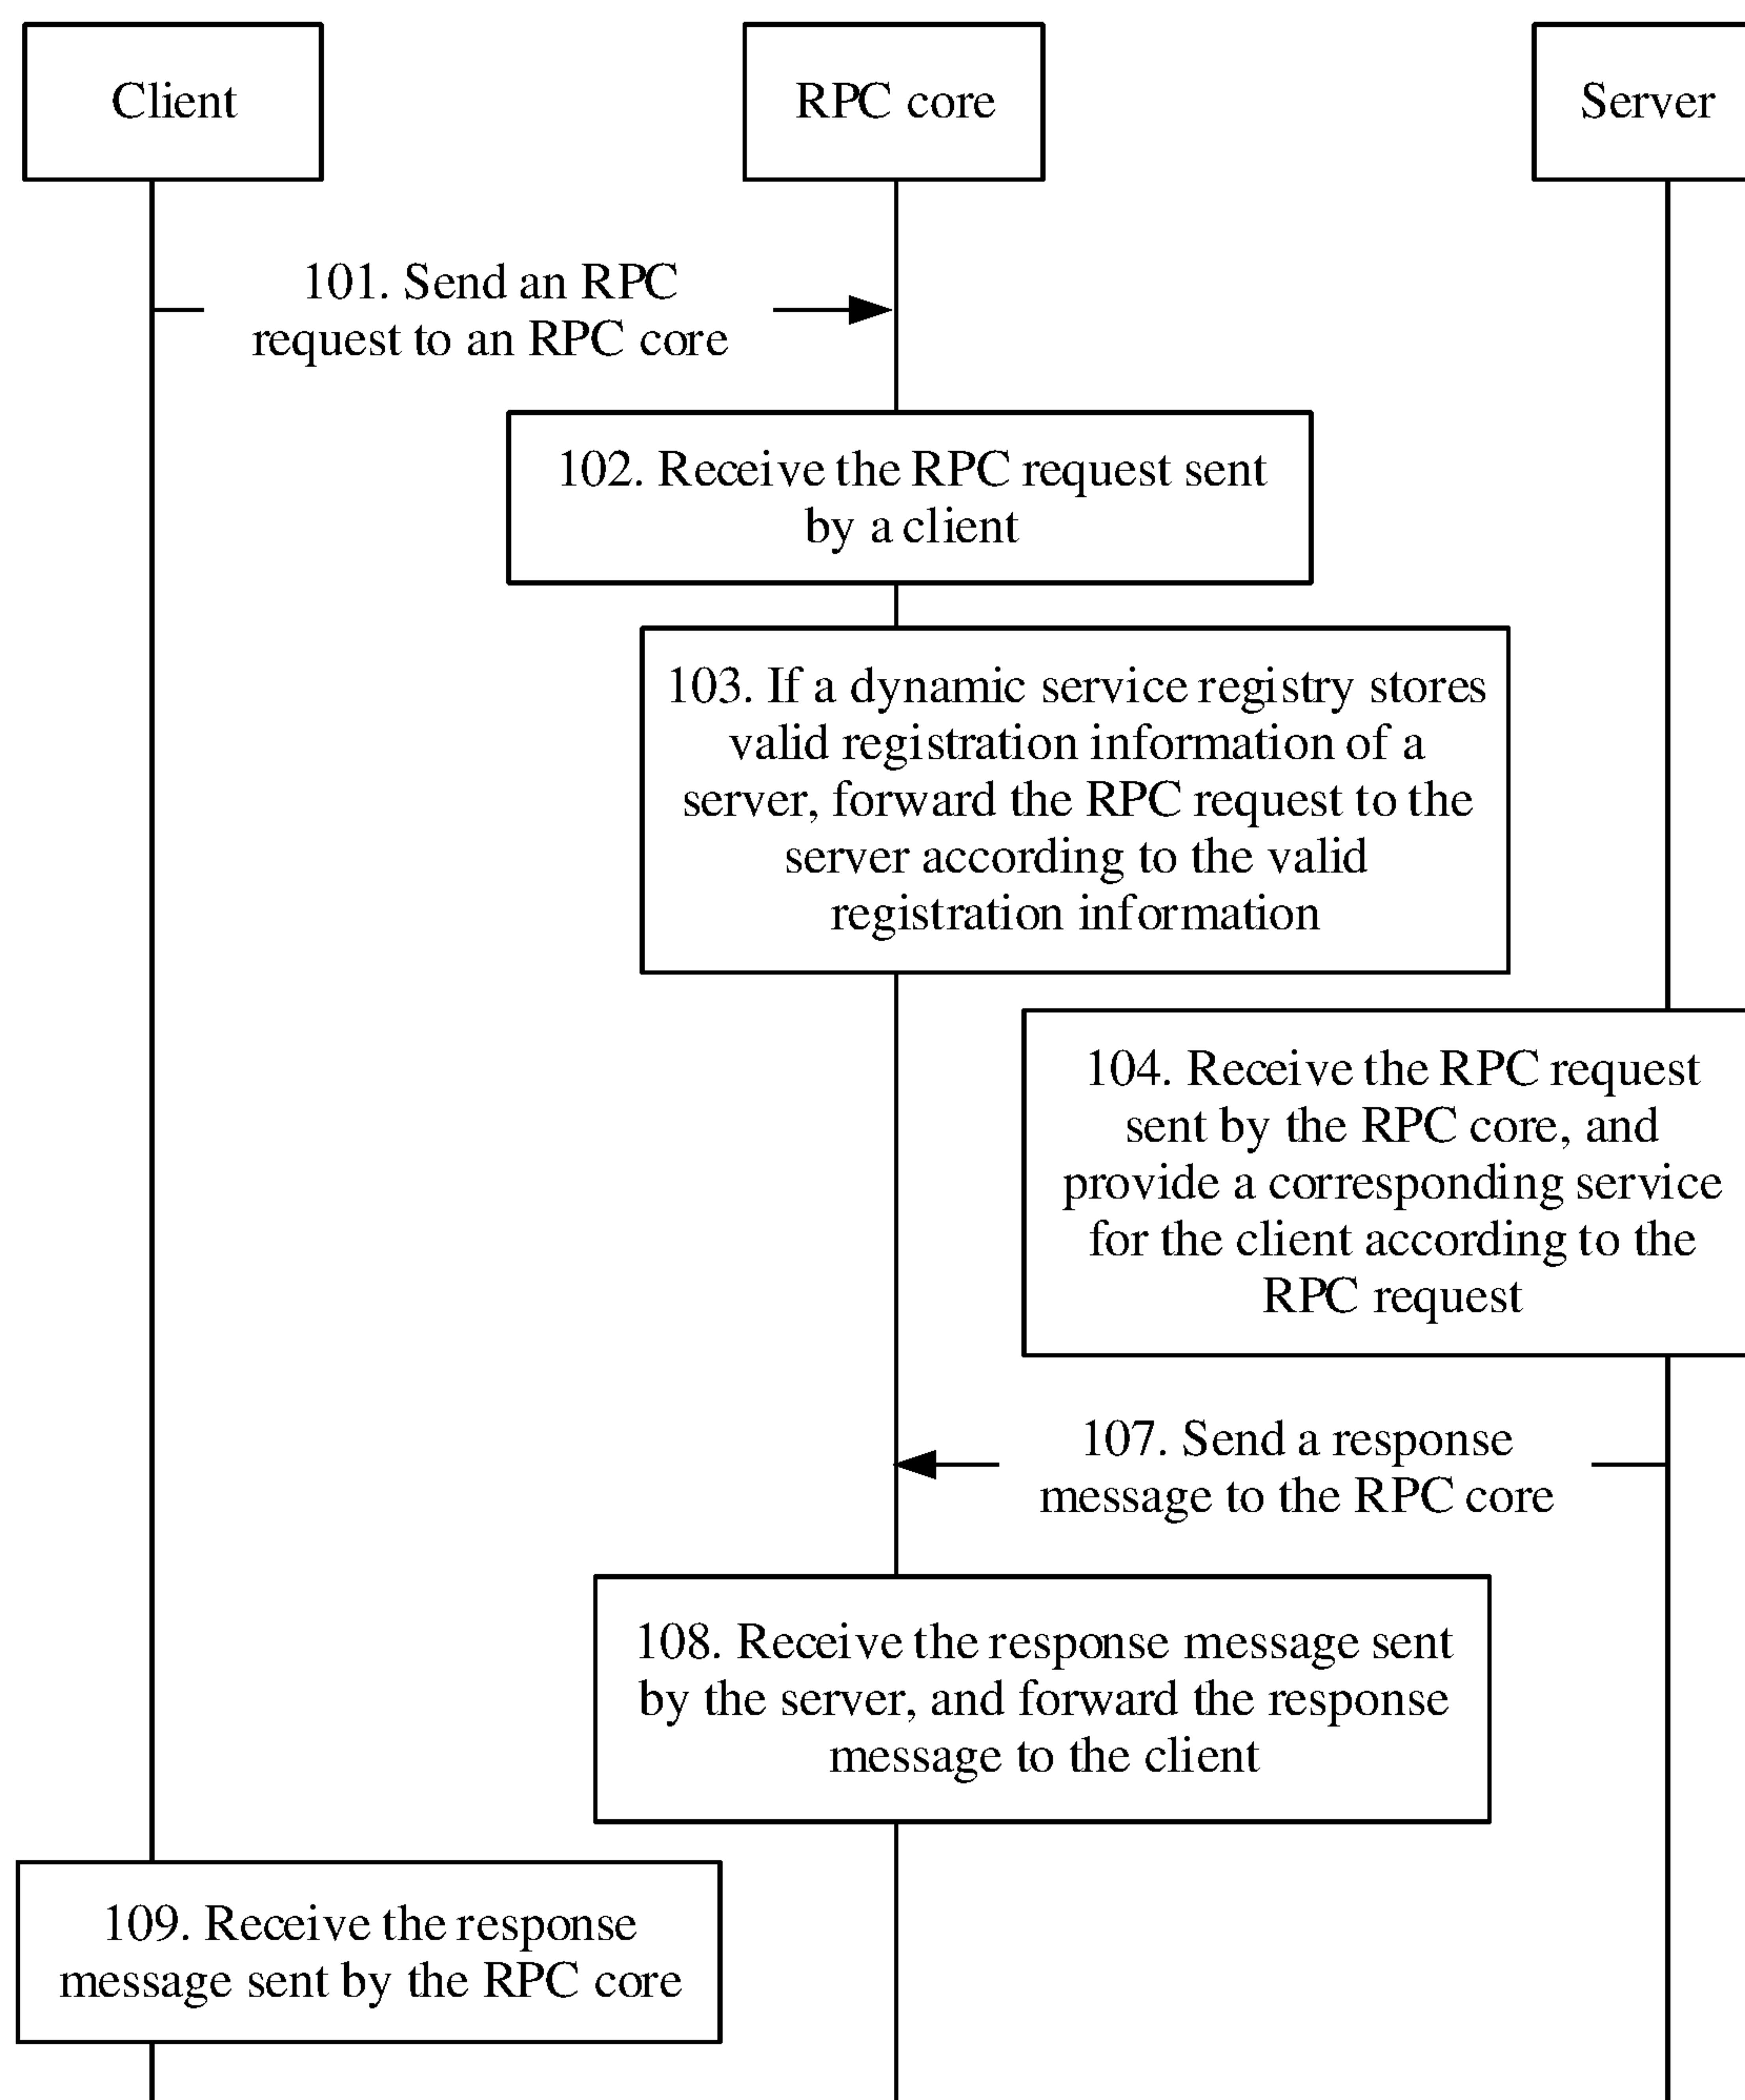 Client
RPC core
Server
101. Send an RPC
request to an RPC core
102. Receive the RPC request sent
by a client
103. If a dynamic service registry stores
valid registration information of a
server, forward the RPC request to the
server according to the valid
registration information
104. Receive the RPC request
sent by the RPC core, and
provide a corresponding service
for the client according to the
RPC request
107. Send a response
message to the RPC core
108. Receive the response message sent
by the server, and forward the response
message to the client
109. Receive the response
message sent by the RPC core